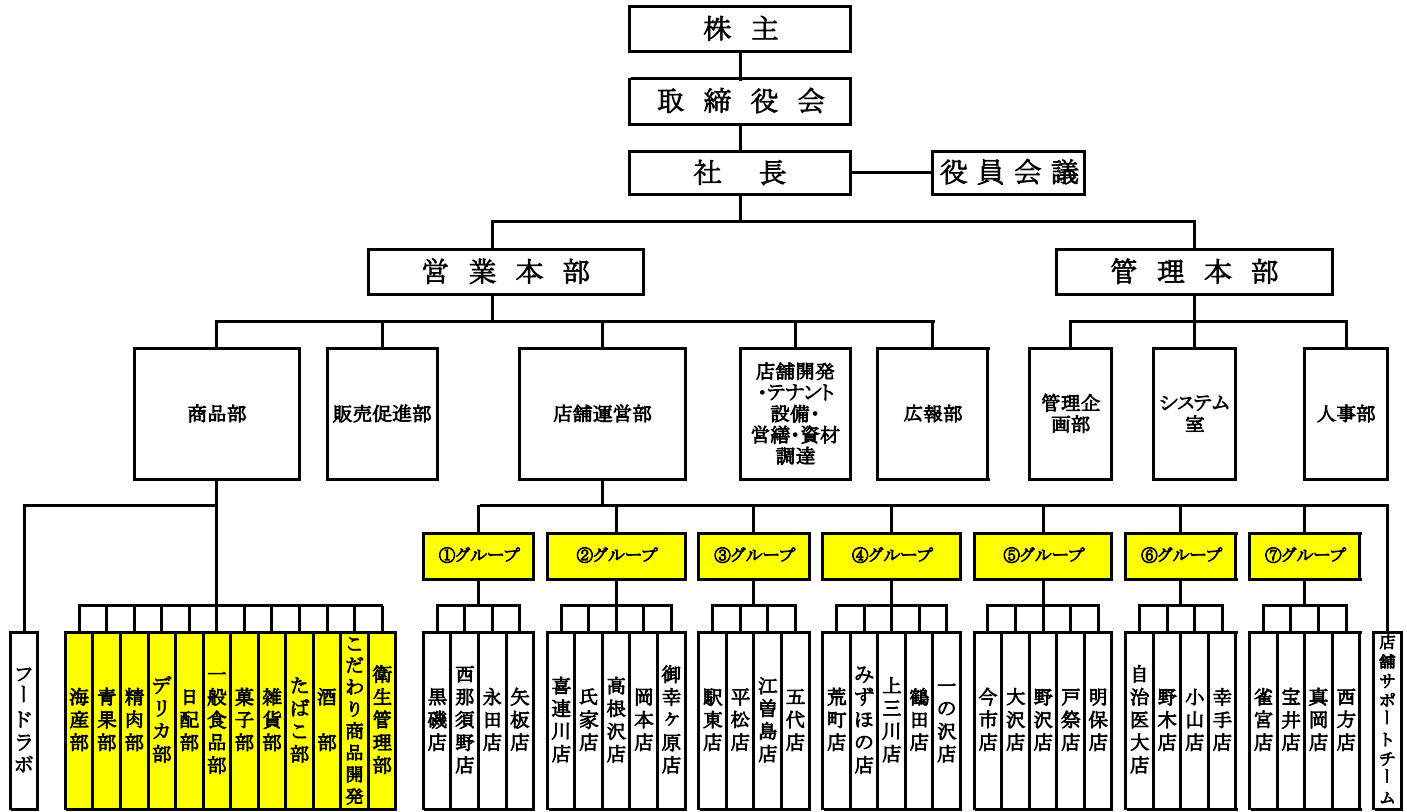 株 主
取 締 役 会
社 長
役 員 会 議
営 業 本 部
管 理 本 部
商品部
販売促進部
店舗運営部
店舗開発
・テナント
設備・
営繕・資材
調達
広報部
管理企
画部
システム
室
人事部
①グループ
②グループ
③グループ
④グループ
⑤グループ
⑥グループ
⑦グループ
フードラボ
海産部
青果部
精肉部
デリカ部
日配部
一般食品部
菓子部
雑貨部
たばこ部
酒 部
こだわり商品開発
衛生管理部
黒磯店
西那須野店
永田店
矢板店
喜連川店
氏家店
高根沢店
岡本店
御幸ヶ原店
駅東店
平松店
江曽島店
五代店
荒町店
みずほの店
上三川店
鶴田店
一の沢店
今市店
大沢店
野沢店
戸祭店
明保店
自治医大店
野木店
小山店
幸手店
雀宮店
宝井店
真岡店
西方店
店舗サポートチーム